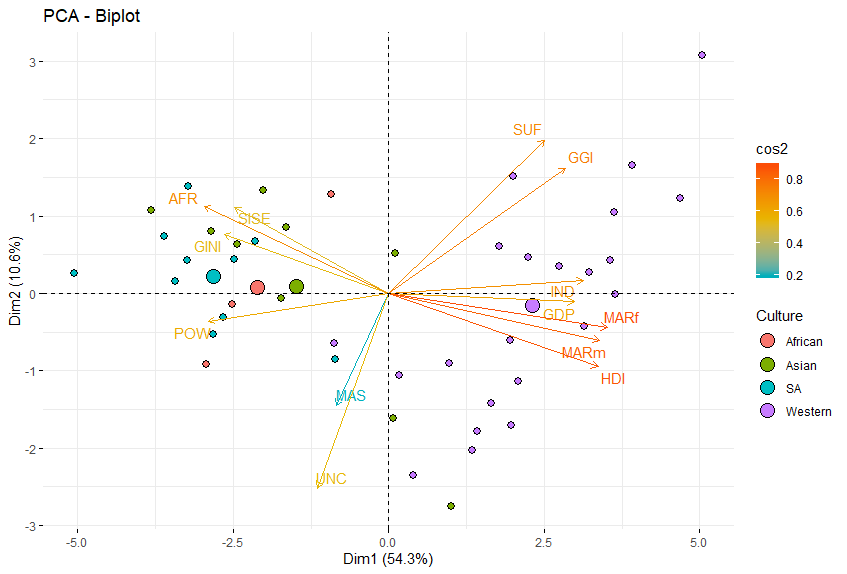 PCA - Biplot
3
2
1
0
-1
-2
-3
Dim2 (10.6%)
SUF
GGI
AFR
SISE
GINI
IND
GDP
POW
MARf
MARm
HDI
MAS
UNC
-5.0
-2.5
0.0
2.5
5.0
Dim1 (54.3%)
cos2
0.8
0.6
0.4
0.2
Culture
African
Asian
SA
Western